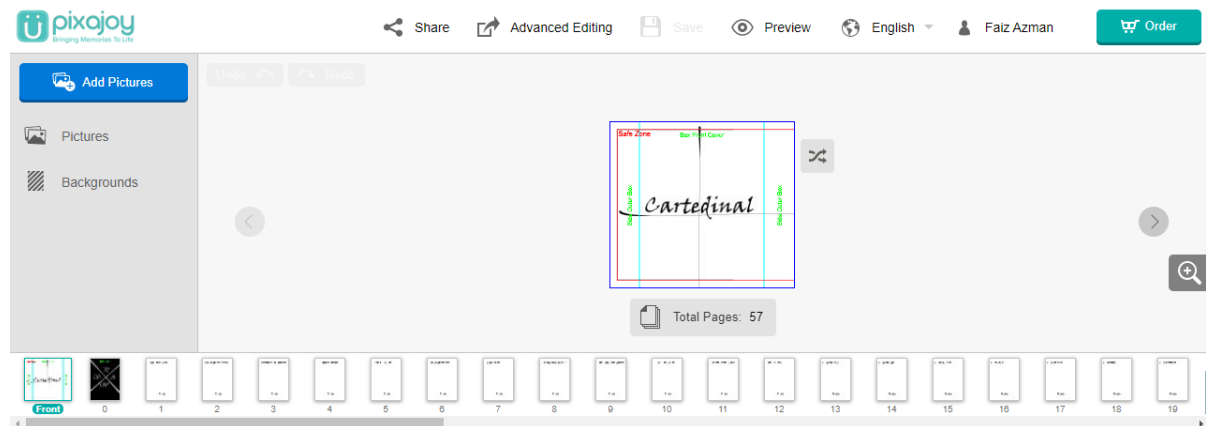 pixajoy
Bringing Memories To Life
Share
Advanced Editing
Save
Preview
English
Faiz Azman
Order
Add Pictures
Undo
Redo
Pictures
Backgrounds
Safe Zone
Box Front Cover
Side Outer Box
Cartedinal
Side Outer Box
Total Pages: 57
Front
0
1
2
3
4
5
6
7
8
9
10
11
12
13
14
15
16
17
18
19